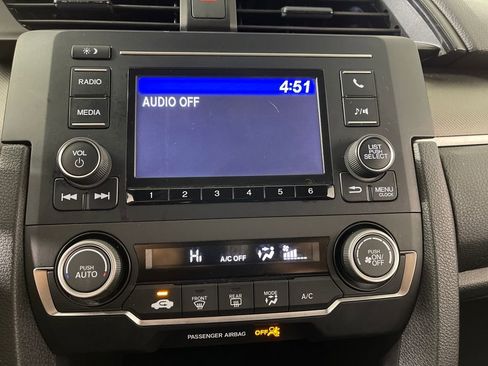 4:51
RADIO
AUDIO OFF
MEDIA
VOL
LIST
PUSH
SELECT
1 2 3 4 5 6
MENU
CLOCK
Hi A/C OFF
PUSH
AUTO
PUSH
ON/
OFF
FRONT REAR MODE A/C
PASSENGER AIRBAG OFF